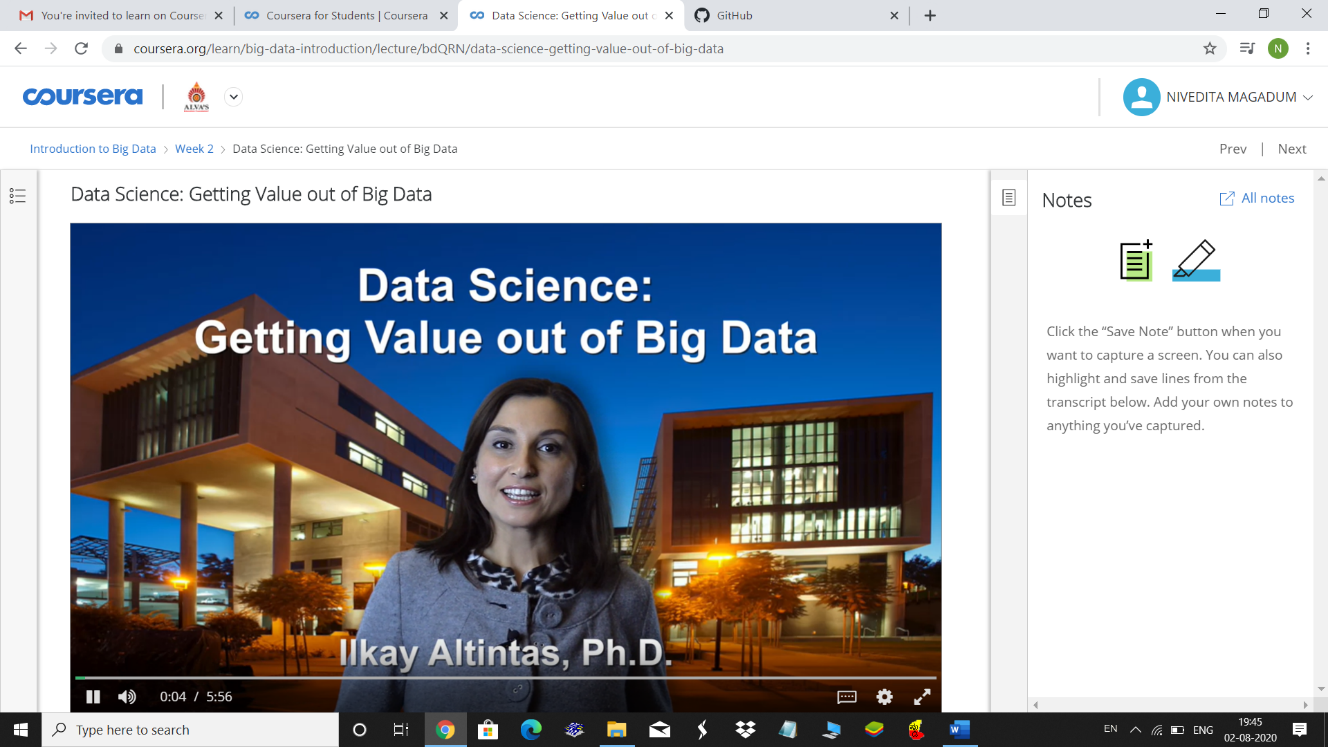 You're invited to learn on Course
Coursera for Students | Coursera
Data Science: Getting Value out o
GitHub
coursera.org/learn/big-data-introduction/lecture/bdQRN/data-science-getting-value-out-of-big-data
N
coursera
ALVA'S
NIVEDITA MAGADUM
Introduction to Big Data > Week 2 > Data Science: Getting Value out of Big Data
Prev | Next
Data Science: Getting Value out of Big Data
Data Science:
Getting Value out of Big Data
Ilkay Altintas, Ph.D.
0:04 / 5:56
Notes
All notes
Click the “Save Note” button when you
want to capture a screen. You can also
highlight and save lines from the
transcript below. Add your own notes to
anything you’ve captured.
Type here to search
EN
ENG
19:45
02-08-2020